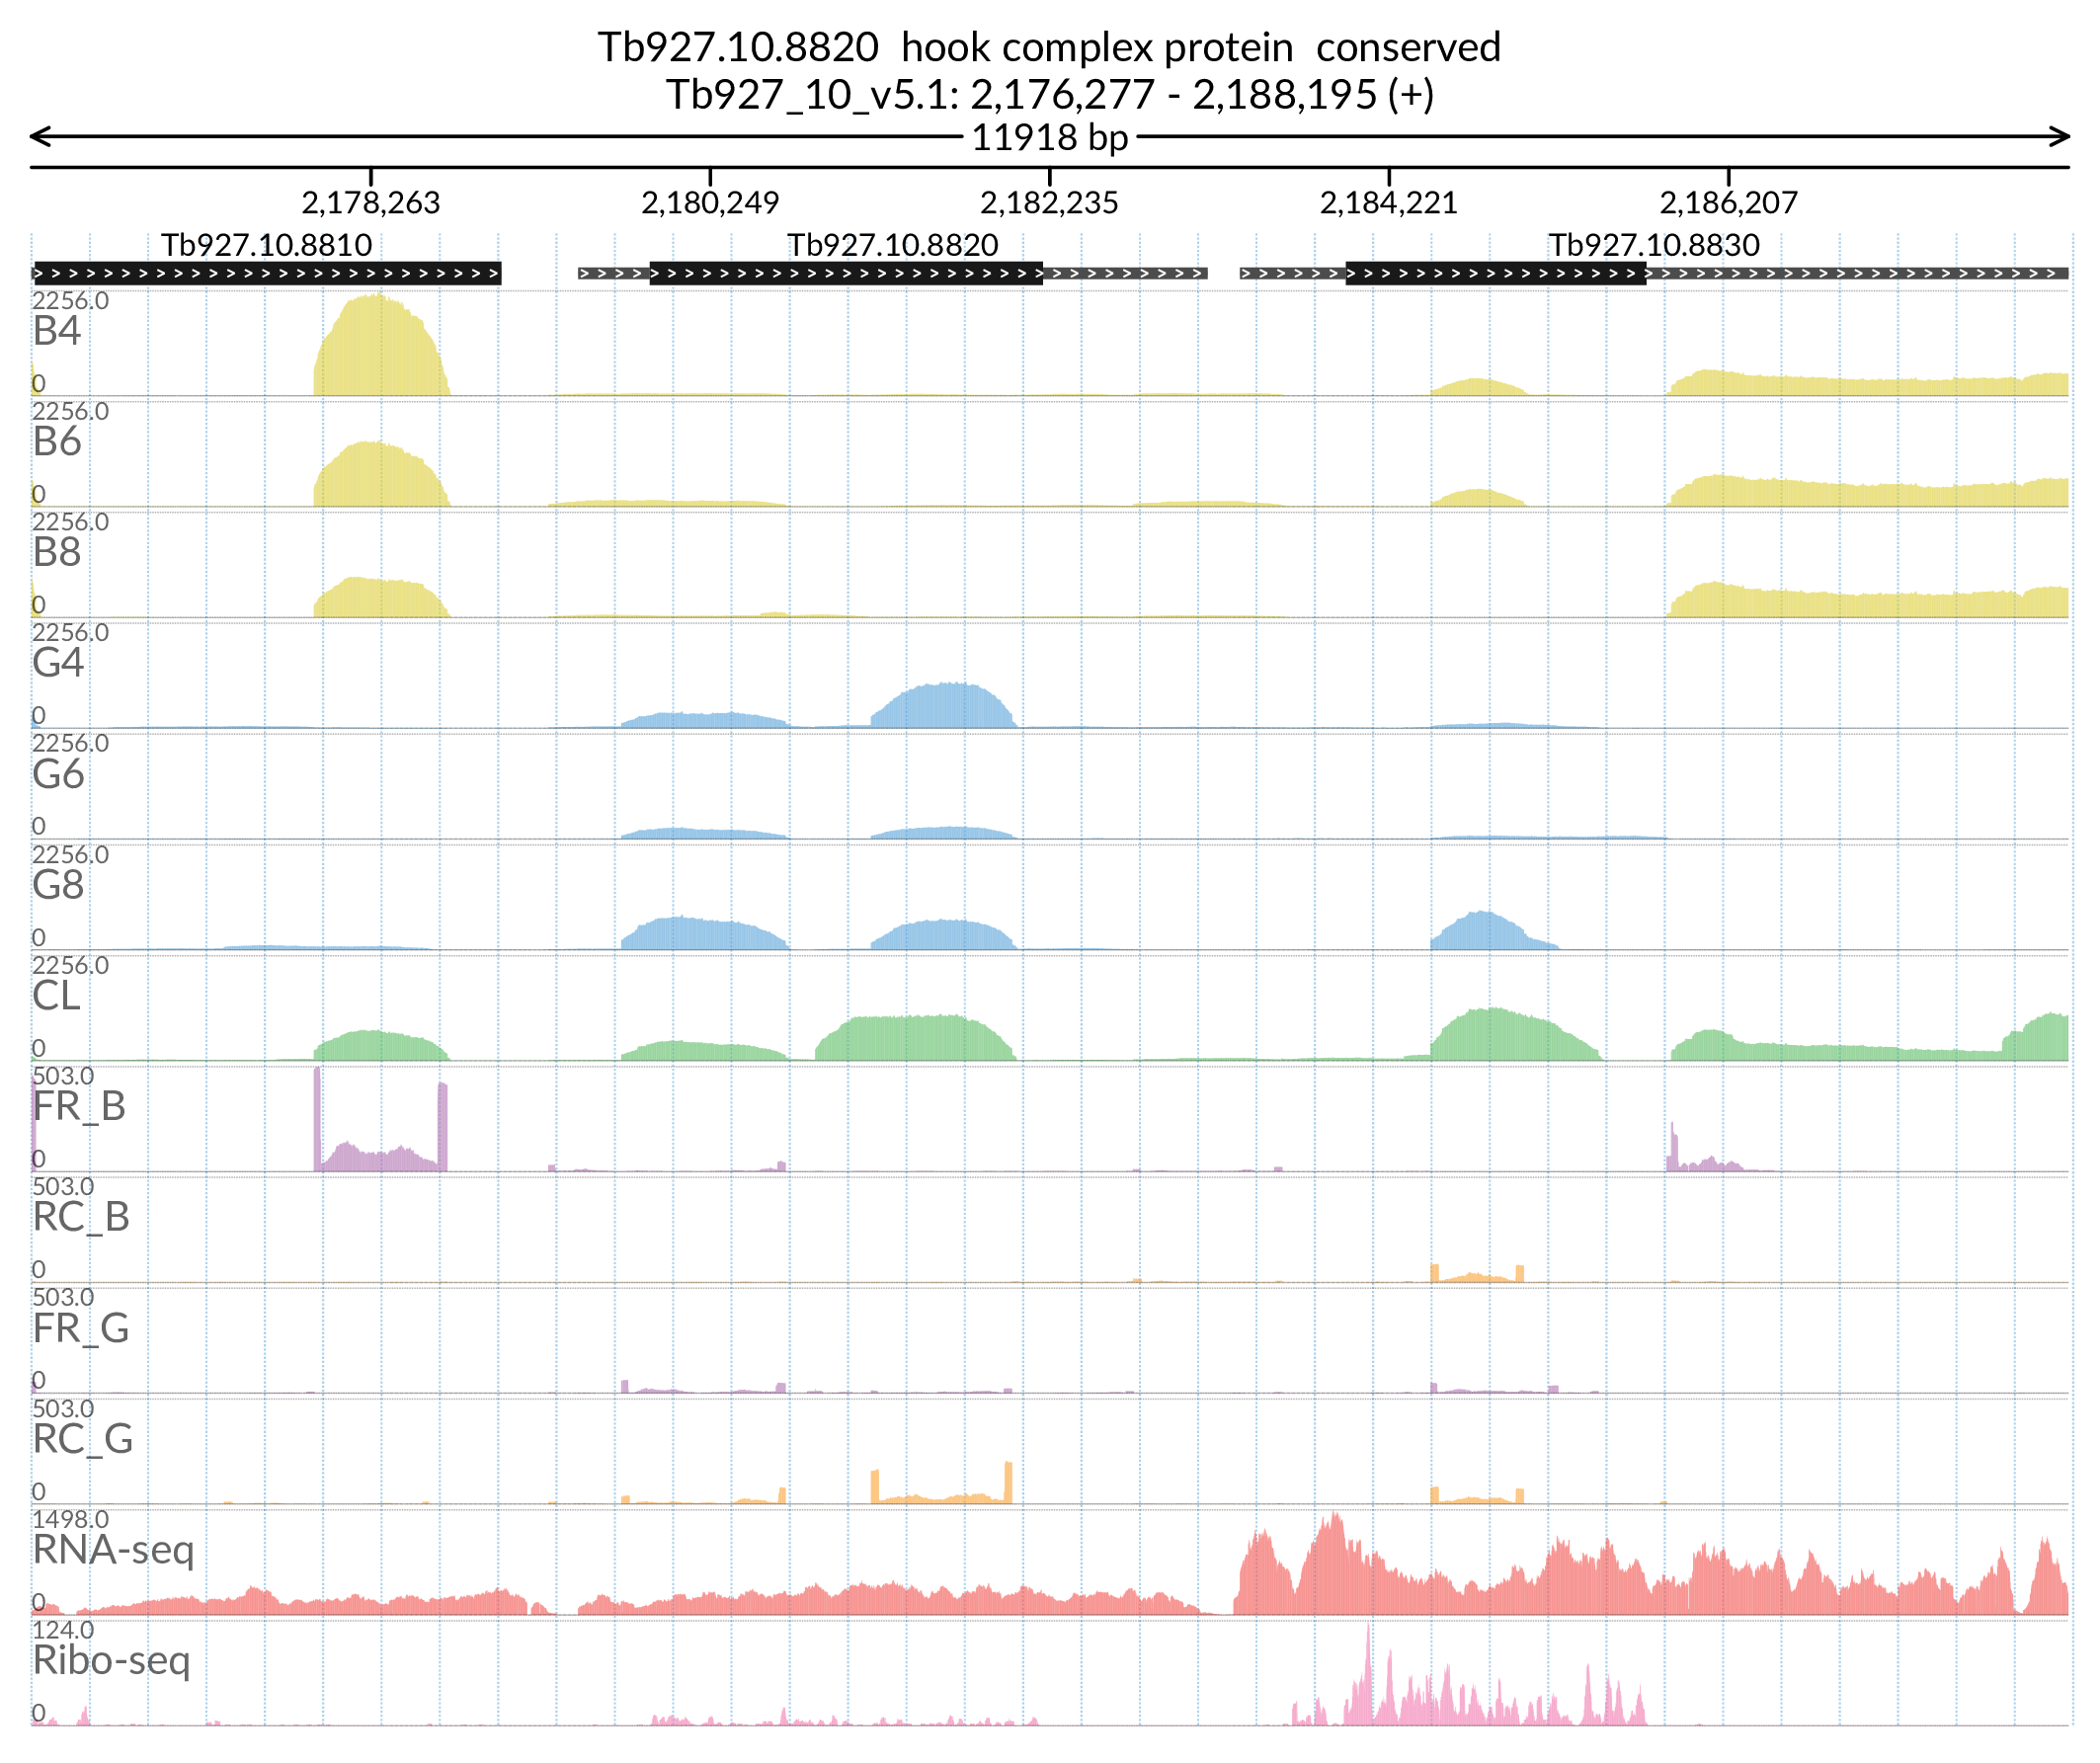 Tb927.10.8820  hook complex protein  conserved
Tb927_10_v5.1: 2,176,277 - 2,188,195 (+)
11918 bp
2,178,263 2,180,249 2,182,235 2,184,221 2,186,207
Tb927.10.8810 Tb927.10.8820 Tb927.10.8830
2256.0
B4
0
2256.0
B6
0
2256.0
B8
0
2256.0
G4
0
2256.0
G6
0
2256.0
G8
0
2256.0
CL
0
503.0
FR_B
0
503.0
RC_B
0
503.0
FR_G
0
503.0
RC_G
0
1498.0
RNA-seq
0
124.0
Ribo-seq
0